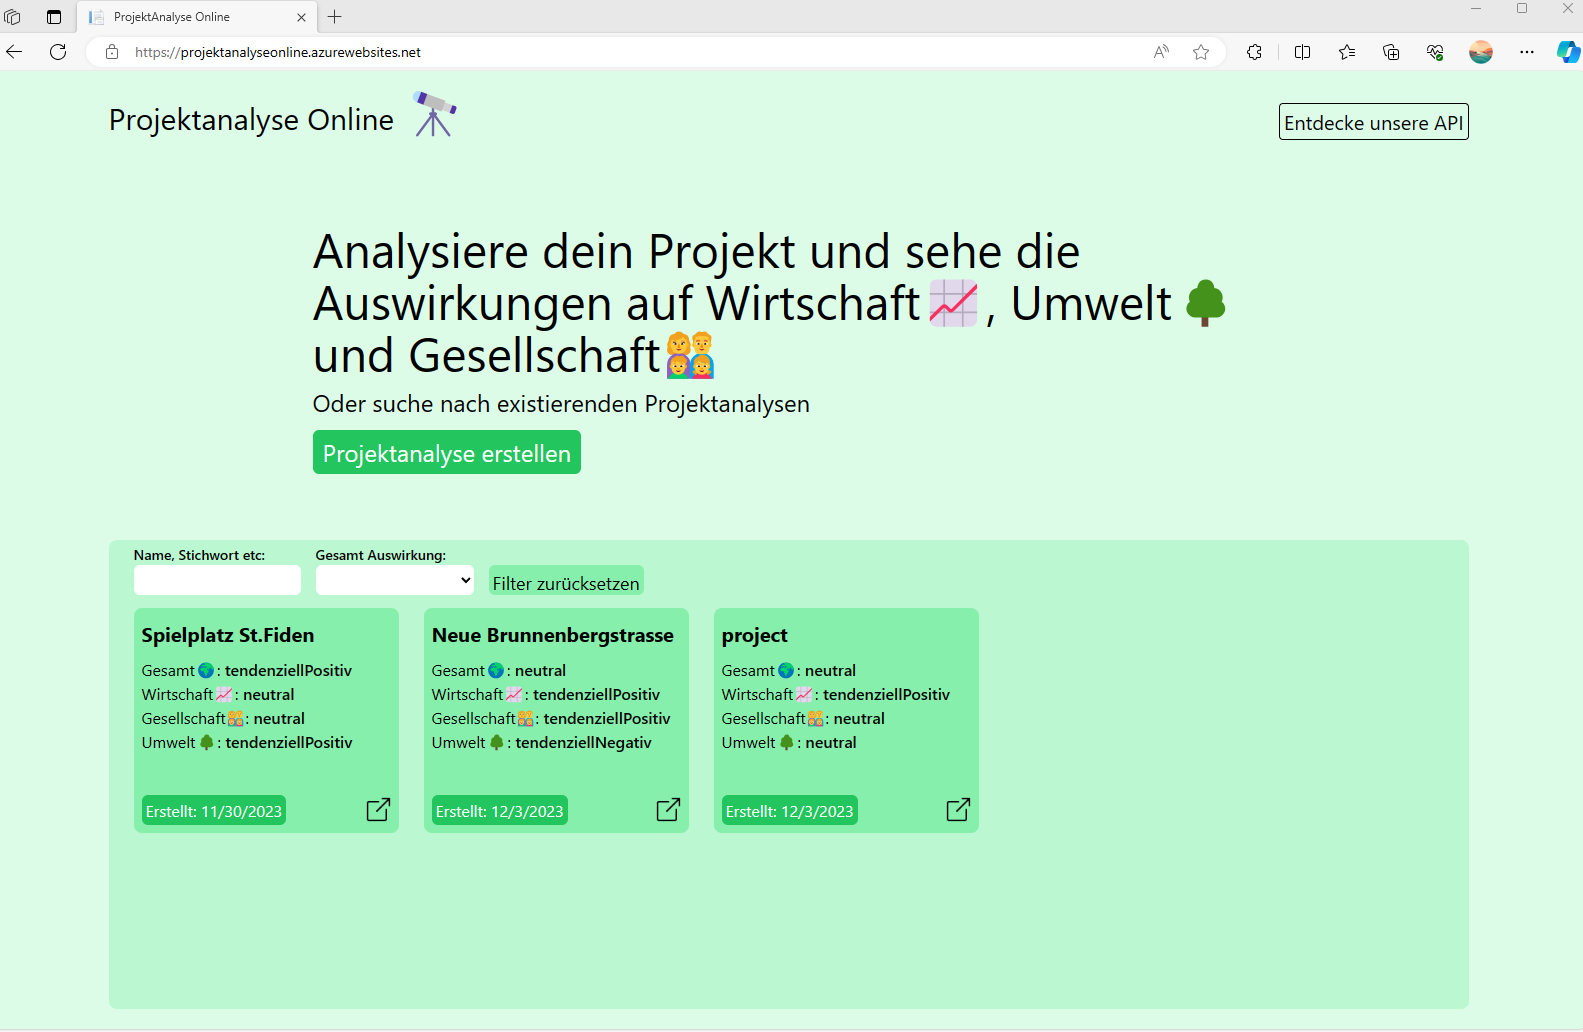 ProjektAnalyse Online
https://projektanalyseonline.azurewebsites.net
Projektanalyse Online
Entdecke unsere API
Analysiere dein Projekt und sehe die
Auswirkungen auf Wirtschaft📈, Umwelt🌳
und Gesellschaft👨‍👩‍👧‍👦
Oder suche nach existierenden Projektanalysen
Projektanalyse erstellen
Name, Stichwort etc:
Gesamt Auswirkung:
Filter zurücksetzen
Spielplatz St.Fiden
Gesamt🌍: tendenziellPositiv
Wirtschaft📈: neutral
Gesellschaft👨‍👩‍👧‍👦: neutral
Umwelt🌳: tendenziellPositiv
Erstellt: 11/30/2023
Neue Brunnenbergstrasse
Gesamt🌍: neutral
Wirtschaft📈: tendenziellPositiv
Gesellschaft👨‍👩‍👧‍👦: tendenziellPositiv
Umwelt🌳: tendenziellNegativ
Erstellt: 12/3/2023
project
Gesamt🌍: neutral
Wirtschaft📈: tendenziellPositiv
Gesellschaft👨‍👩‍👧‍👦: neutral
Umwelt🌳: neutral
Erstellt: 12/3/2023